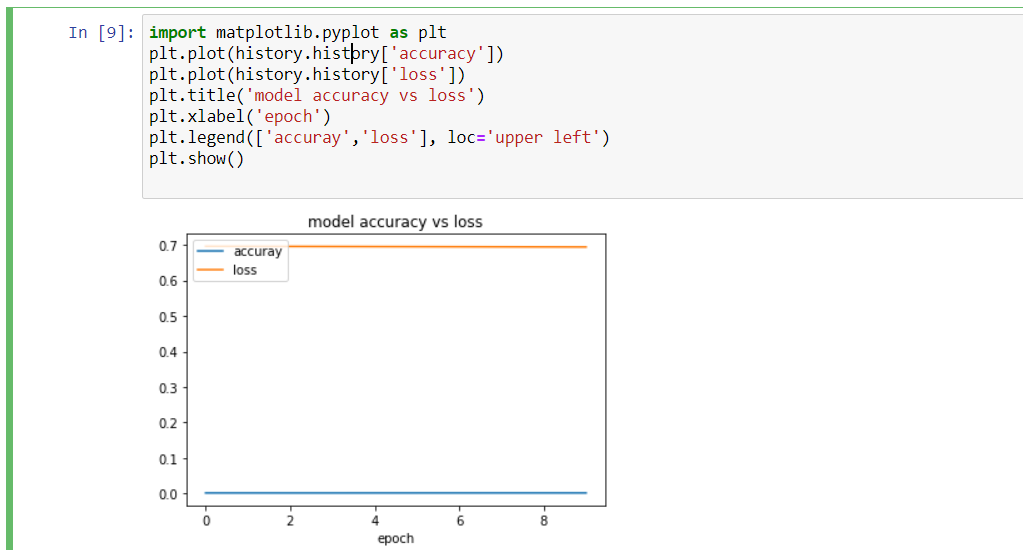 In [9]: import matplotlib.pyplot as plt
plt.plot(history.history['accuracy'])
plt.plot(history.history['loss'])
plt.title('model accuracy vs loss')
plt.xlabel('epoch')
plt.legend(['accuray','loss'], loc='upper left')
plt.show()
model accuracy vs loss
accuray
loss
0.7
0.6
0.5
0.4
0.3
0.2
0.1
0.0
0 2 4 6 8
epoch